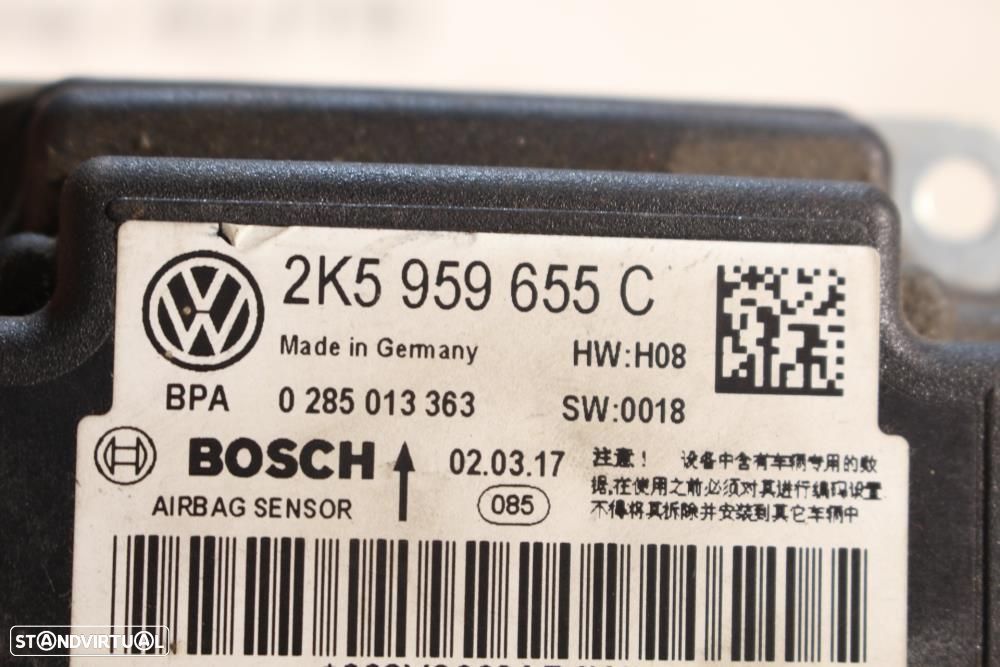 2K5 959 655 C
Made in Germany
HW:H08
BPA
0 285 013 363
SW:0018
BOSCH
02.03.17
AIRBAG SENSOR
085
注意！ 设备中含有车辆专用的数
据,在使用之前必须对其进行编码设置
不得将其拆除并安装到其它车辆中
STANDVIRTUAL